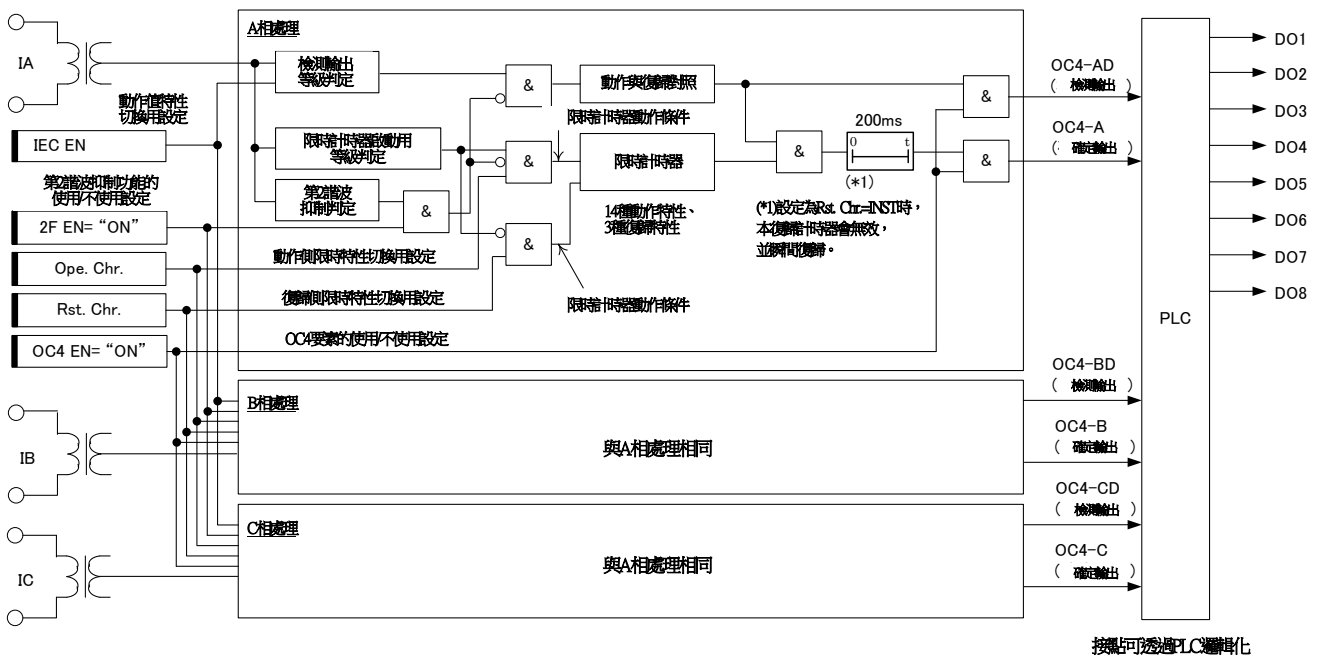 IA
動作值特性
切換用設定
IEC EN
第2諧波抑制功能的
使用/不使用設定
2F EN= “ON”
Ope. Chr.
Rst. Chr.
OC4 EN= “ON”
IB
IC
A相處理
檢測輸出
等級判定
限時計時器啟動用
等級判定
第2諧波
抑制判定
&
&
&
&
動作與復歸對照
限時計時器動作條件
限時計時器
14種動作特性、
3種復歸特性
限時計時器動作條件
動作側限時特性切換用設定
復歸側限時特性切換用設定
OC4要素的使用/不使用設定
&
200ms
0 t
(*1)
(*1)設定為Rst. Chr.=INST時，
本復歸計時器會無效，
並瞬間復歸。
&
&
B相處理
與A相處理相同
C相處理
與A相處理相同
OC4-AD
( 檢測輸出 )
OC4-A
( 確定輸出 )
OC4-BD
( 檢測輸出 )
OC4-B
( 確定輸出 )
OC4-CD
( 檢測輸出 )
OC4-C
( 確定輸出 )
PLC
DO1
DO2
DO3
DO4
DO5
DO6
DO7
DO8
接點可透過PLC邏輯化